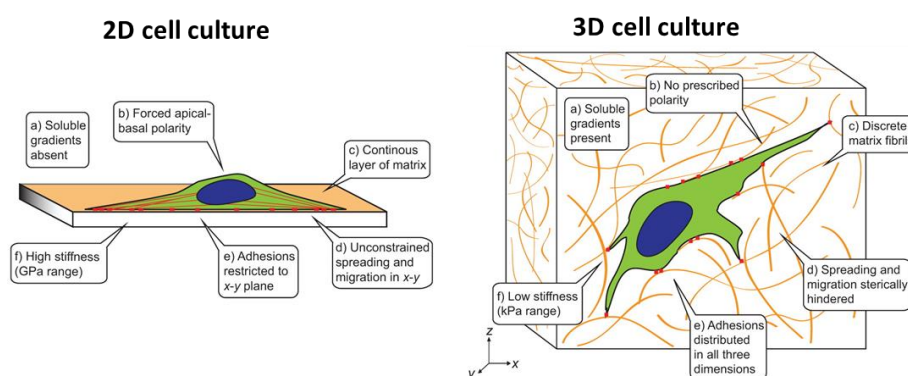 2D cell culture
a) Soluble
gradients
absent
b) Forced apical-
basal polarity
c) Continous
layer of matrix
f) High stiffness
(GPa range)
e) Adhesions
restricted to
x-y plane
d) Unconstrained
spreading and
migration in x-y
3D cell culture
a) Soluble
gradients
present
b) No prescribed
polarity
c) Discrete
matrix fibril
d) Spreading and
migration sterically
hindered
f) Low stiffness
(kPa range)
e) Adhesions
distributed
in all three
dimensions
z
x
y